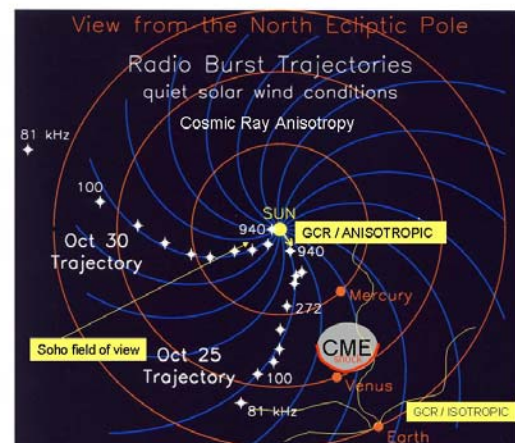 View from the North Ecliptic Pole
Radio Burst Trajectories
quiet solar wind conditions
Cosmic Ray Anisotropy
81 kHz
100
SUN
940
GCR / ANISOTROPIC
940
Oct 30
Trajectory
Mercury
272
Soho field of view
CME
SHOCK
Oct 25
Trajectory
100
Venus
81 kHz
GCR / ISOTROPIC
Earth